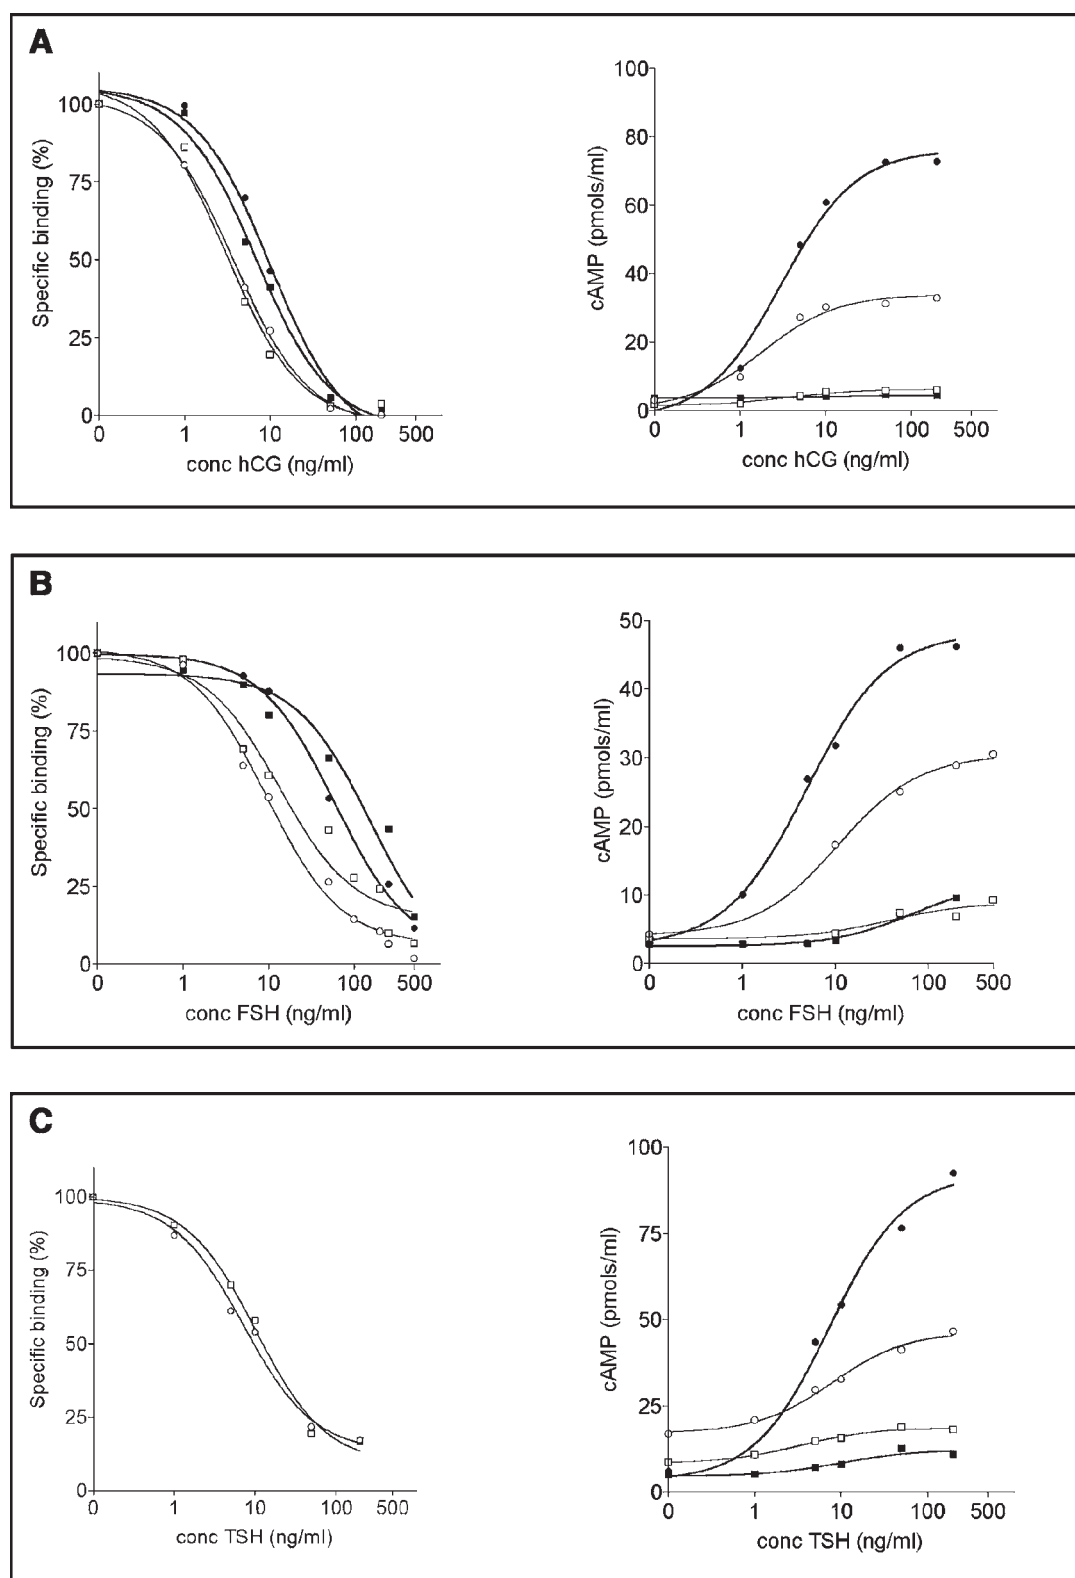 A
Specific binding (%)
100
75
50
25
0
0 1 10 100 500
conc hCG (ng/ml)
cAMP (pmols/ml)
100
80
60
40
20
0
0 1 10 100 500
conc hCG (ng/ml)
B
Specific binding (%)
100
75
50
25
0
0 1 10 100 500
conc FSH (ng/ml)
cAMP (pmols/ml)
50
40
30
20
10
0
0 1 10 100 500
conc FSH (ng/ml)
C
Specific binding (%)
100
75
50
25
0
0 1 10 100 500
conc TSH (ng/ml)
cAMP (pmols/ml)
100
75
50
25
0
0 1 10 100 500
conc TSH (ng/ml)